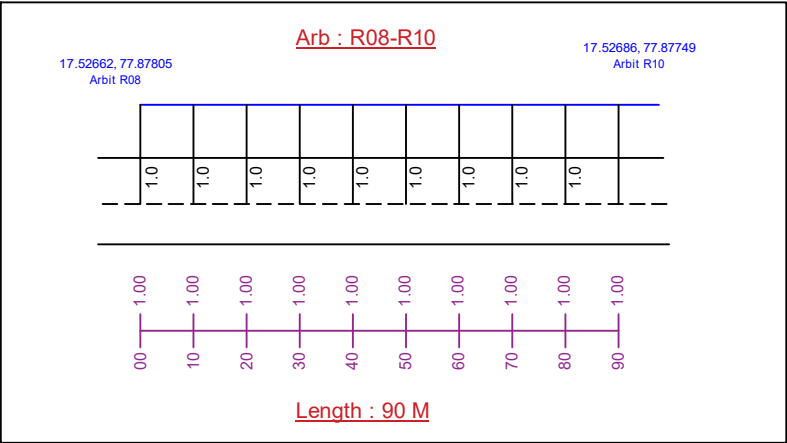 Arb : R08-R10
17.52662, 77.87805
Arbit R08
17.52686, 77.87749
Arbit R10
1.0 1.0 1.0 1.0 1.0 1.0 1.0 1.0 1.0
1.00 1.00 1.00 1.00 1.00 1.00 1.00 1.00 1.00 1.00
00 10 20 30 40 50 60 70 80 90
Length : 90 M